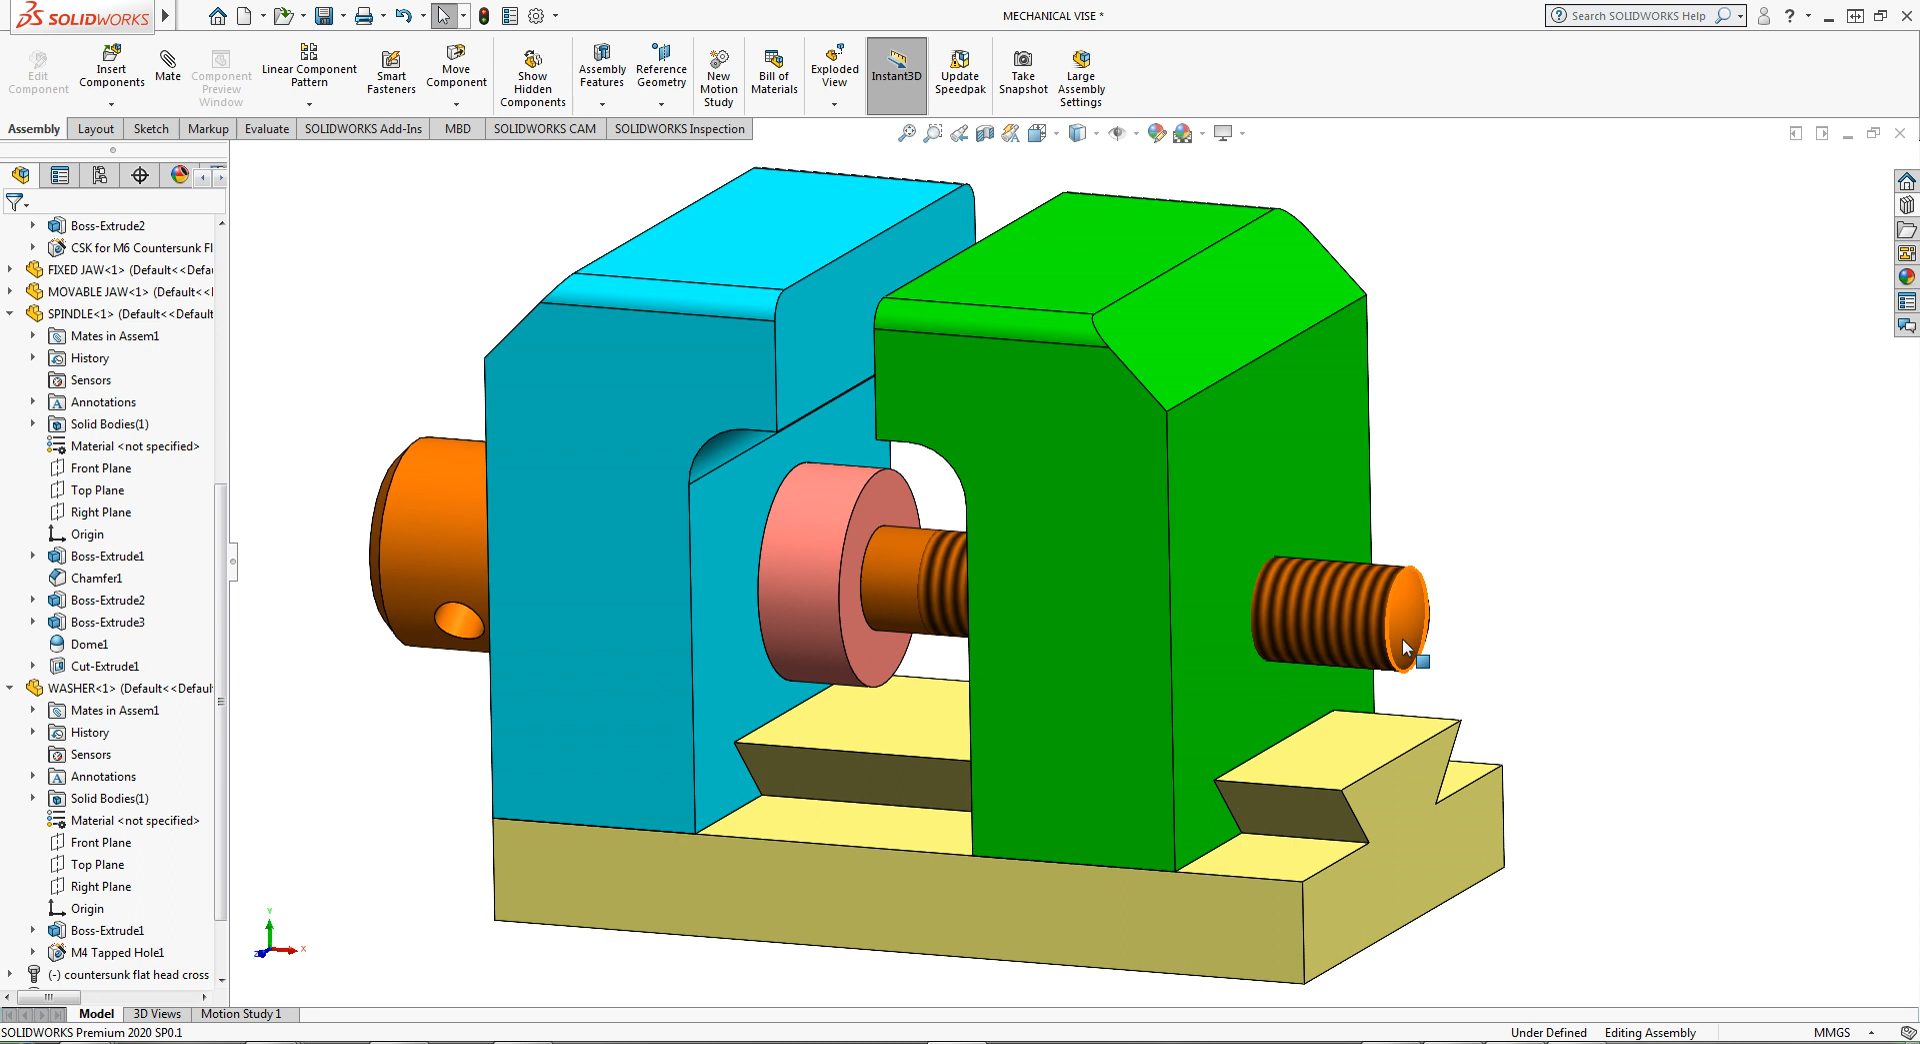 SOLIDWORKS
MECHANICAL VISE *
Search SOLIDWORKS Help
Edit Component
Insert Components
Mate
Component Preview Window
Linear Component Pattern
Smart Fasteners
Move Component
Show Hidden Components
Assembly Features
Reference Geometry
New Motion Study
Bill of Materials
Exploded View
Instant3D
Update Speedpak
Take Snapshot
Large Assembly Settings
Assembly
Layout
Sketch
Markup
Evaluate
SOLIDWORKS Add-Ins
MBD
SOLIDWORKS CAM
SOLIDWORKS Inspection
Boss-Extrude2
CSK for M6 Countersunk Fl
FIXED JAW<1> (Default<<Defau
MOVABLE JAW<1> (Default<<
SPINDLE<1> (Default<<Default
Mates in Assem1
History
Sensors
Annotations
Solid Bodies(1)
Material <not specified>
Front Plane
Top Plane
Right Plane
Origin
Boss-Extrude1
Chamfer1
Boss-Extrude2
Boss-Extrude3
Dome1
Cut-Extrude1
WASHER<1> (Default<<Defaul
Mates in Assem1
History
Sensors
Annotations
Solid Bodies(1)
Material <not specified>
Front Plane
Top Plane
Right Plane
Origin
Boss-Extrude1
M4 Tapped Hole1
(-) countersunk flat head cross
Y
X
Z
Model
3D Views
Motion Study 1
SOLIDWORKS Premium 2020 SP0.1
Under Defined
Editing Assembly
MMGS